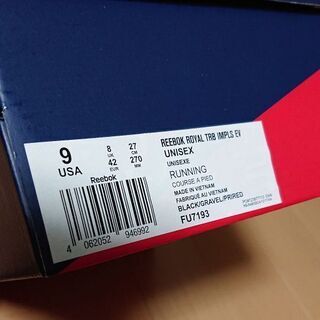 REEBOK ROYAL TRB IMPLS EV
9
USA
8
UK
27
CM
42
EUR
270
MM
UNISEX
UNISEXE
Reebok
RUNNING
COURSE A PIED
MADE IN VIETNAM
FABRIQUE AU VIETNAM
BLACK/GRAVEL/PRIRED
FU7193
4 062052 946992